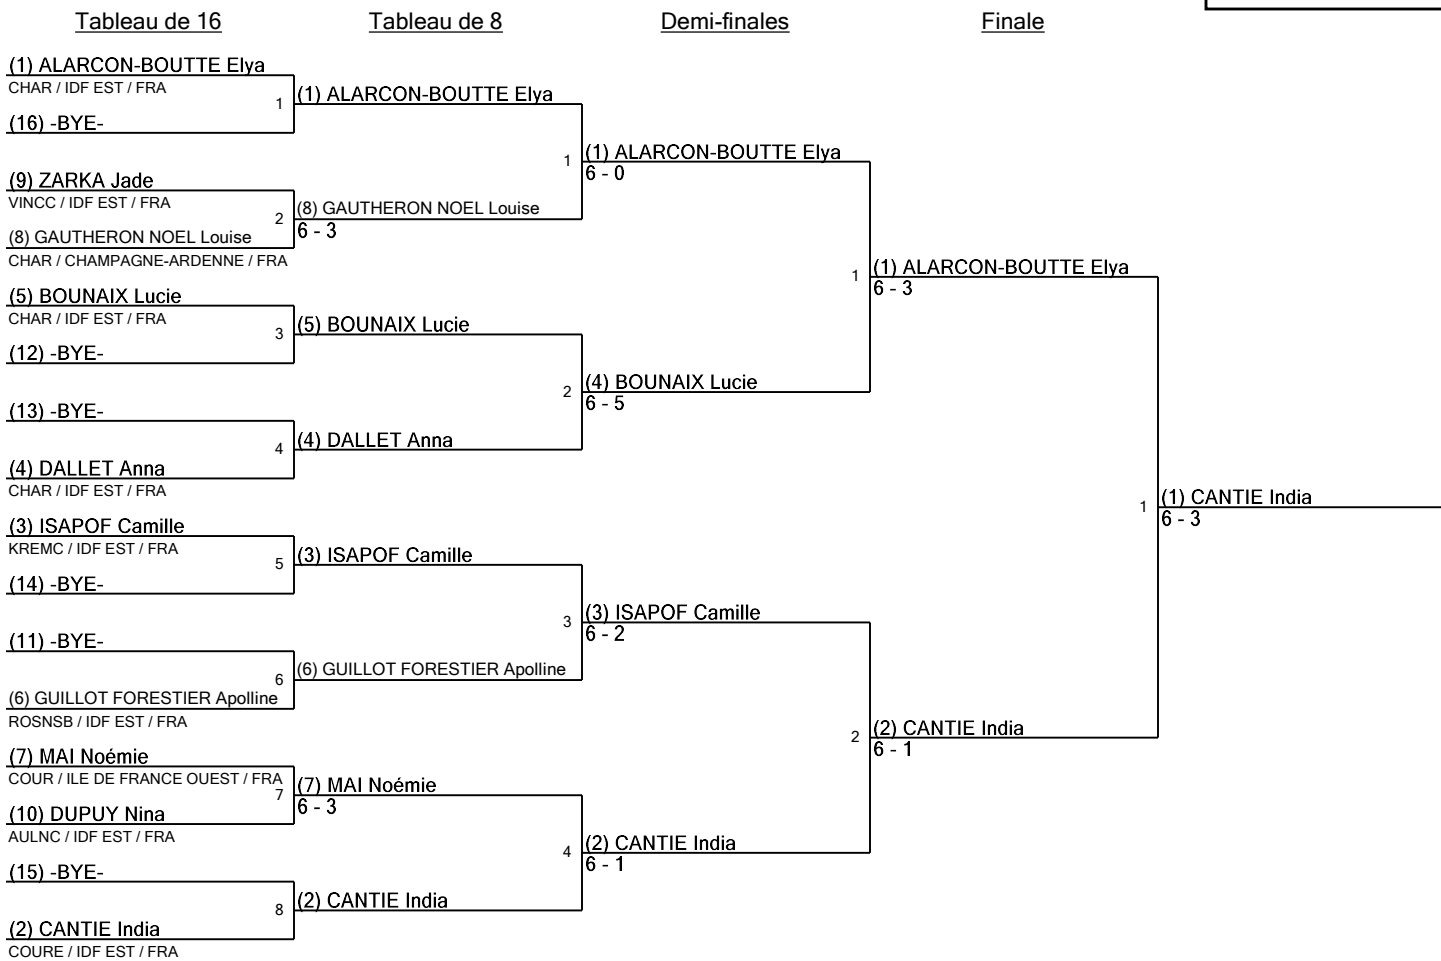 Tableau de 16
Tableau de 8
Demi-finales
Finale
(1) ALARCON-BOUTTE Elya
CHAR / IDF EST / FRA
1
(16) -BYE-
(9) ZARKA Jade
VINCC / IDF EST / FRA
2
(8) GAUTHERON NOEL Louise
CHAR / CHAMPAGNE-ARDENNE / FRA
(5) BOUNAIX Lucie
CHAR / IDF EST / FRA
3
(12) -BYE-
(13) -BYE-
4
(4) DALLET Anna
CHAR / IDF EST / FRA
(3) ISAPOF Camille
KREMC / IDF EST / FRA
5
(14) -BYE-
(11) -BYE-
6
(6) GUILLOT FORESTIER Apolline
ROSNSB / IDF EST / FRA
(7) MAI Noémie
COUR / ILE DE FRANCE OUEST / FRA
7
(10) DUPUY Nina
AULNC / IDF EST / FRA
(15) -BYE-
8
(2) CANTIE India
COURE / IDF EST / FRA
(1) ALARCON-BOUTTE Elya
1
(8) GAUTHERON NOEL Louise
6 - 3
(5) BOUNAIX Lucie
2
(4) DALLET Anna
(3) ISAPOF Camille
3
(6) GUILLOT FORESTIER Apolline
(7) MAI Noémie
6 - 3
4
(2) CANTIE India
(1) ALARCON-BOUTTE Elya
6 - 0
1
(4) BOUNAIX Lucie
6 - 5
(3) ISAPOF Camille
6 - 2
2
(2) CANTIE India
6 - 1
(1) ALARCON-BOUTTE Elya
6 - 3
1
(2) CANTIE India
6 - 1
(1) CANTIE India
6 - 3